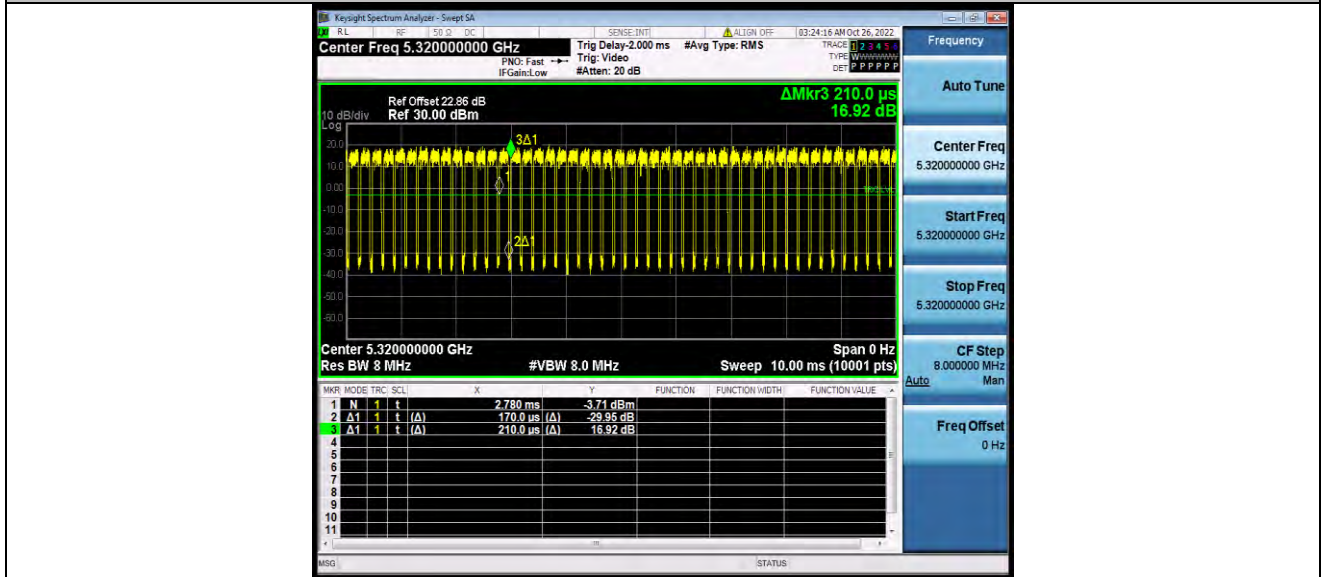 Keysight Spectrum Analyzer - Swept SA
RL RF 50 Ω DC SENSE:INT ALIGN OFF 03:24:16 AM Oct 26, 2022
Center Freq 5.320000000 GHz
PNO: Fast
IFGain:Low
Trig Delay-2.000 ms
Trig: Video
#Atten: 20 dB
#Avg Type: RMS
TRACE 1 2 3 4 5 6
TYPE WWWWWW
DET P P P P P P
Frequency
Auto Tune
Center Freq
5.320000000 GHz
Start Freq
5.320000000 GHz
Stop Freq
5.320000000 GHz
CF Step
8.000000 MHz
Auto Man
Freq Offset
0 Hz
ΔMkr3 210.0 µs
16.92 dB
Ref Offset 22.86 dB
10 dB/div Ref 30.00 dBm
Log
20.0
10.0
0.00
-10.0
-20.0
-30.0
-40.0
-50.0
-60.0
3Δ1
1
2Δ1
Center 5.320000000 GHz Span 0 Hz
Res BW 8 MHz #VBW 8.0 MHz Sweep 10.00 ms (10001 pts)
MKR MODE TRC SCL X Y FUNCTION FUNCTION WIDTH FUNCTION VALUE
1 N 1 t 2.780 ms -3.71 dBm
2 Δ1 1 t (Δ) 170.0 µs (Δ) -29.95 dB
3 Δ1 1 t (Δ) 210.0 µs (Δ) 16.92 dB
4
5
6
7
8
9
10
11
MSG STATUS